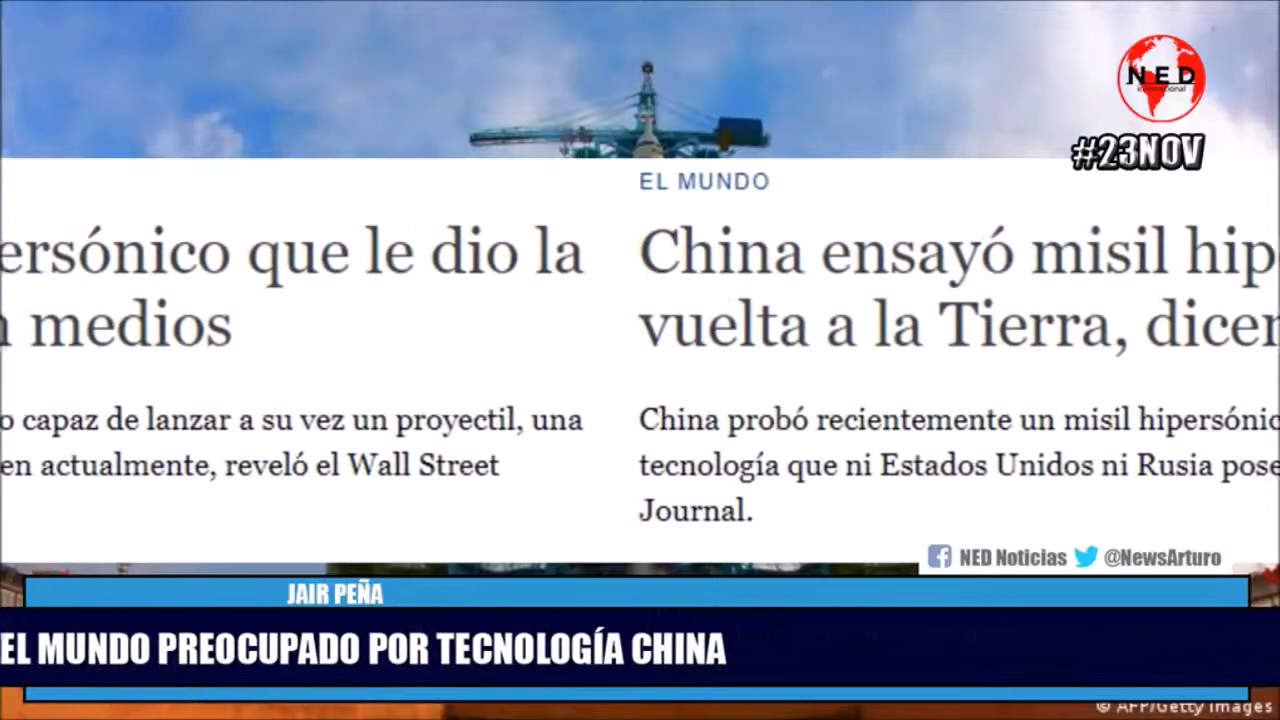 NED
internacional
#23NOV
EL MUNDO
ersónico que le dio la
medios
China ensayó misil hip
vuelta a la Tierra, dicen
o capaz de lanzar a su vez un proyectil, una
en actualmente, reveló el Wall Street
China probó recientemente un misil hipersónic
tecnología que ni Estados Unidos ni Rusia pose
Journal.
NED Noticias @NewsArturo
JAIR PEÑA
EL MUNDO PREOCUPADO POR TECNOLOGÍA CHINA
© AFP/Getty Images